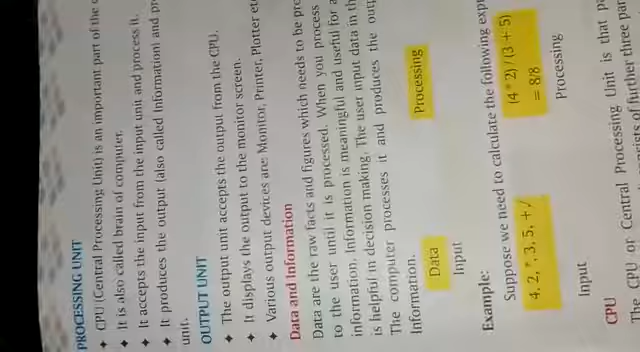 PROCESSING UNIT
CPU (Central Processing Unit) is an important part of the
It is also called brain of computer.
It accepts the input from the input unit and process it.
It produces the output (also called Information) and
unit.
OUTPUT UNIT
The output unit accepts the output from the CPU.
It displays the output to the monitor screen.
Various output devices are: Monitor, Printer, Plotter
Data and Information
Data are the raw facts and figures which needs to be
to the user until it is processed. When you process
information. Information is meaningful and useful for
is helpful in decision making. The user input data in
The computer processes it and produces the
Information.
Data Processing
Input
Example:
Suppose we need to calculate the following
4, 2, *, 3, 5, +, / (4 * 2) / (3 + 5)
= 8/8
Input Processing
CPU
The CPU or Central Processing Unit is that
of further three